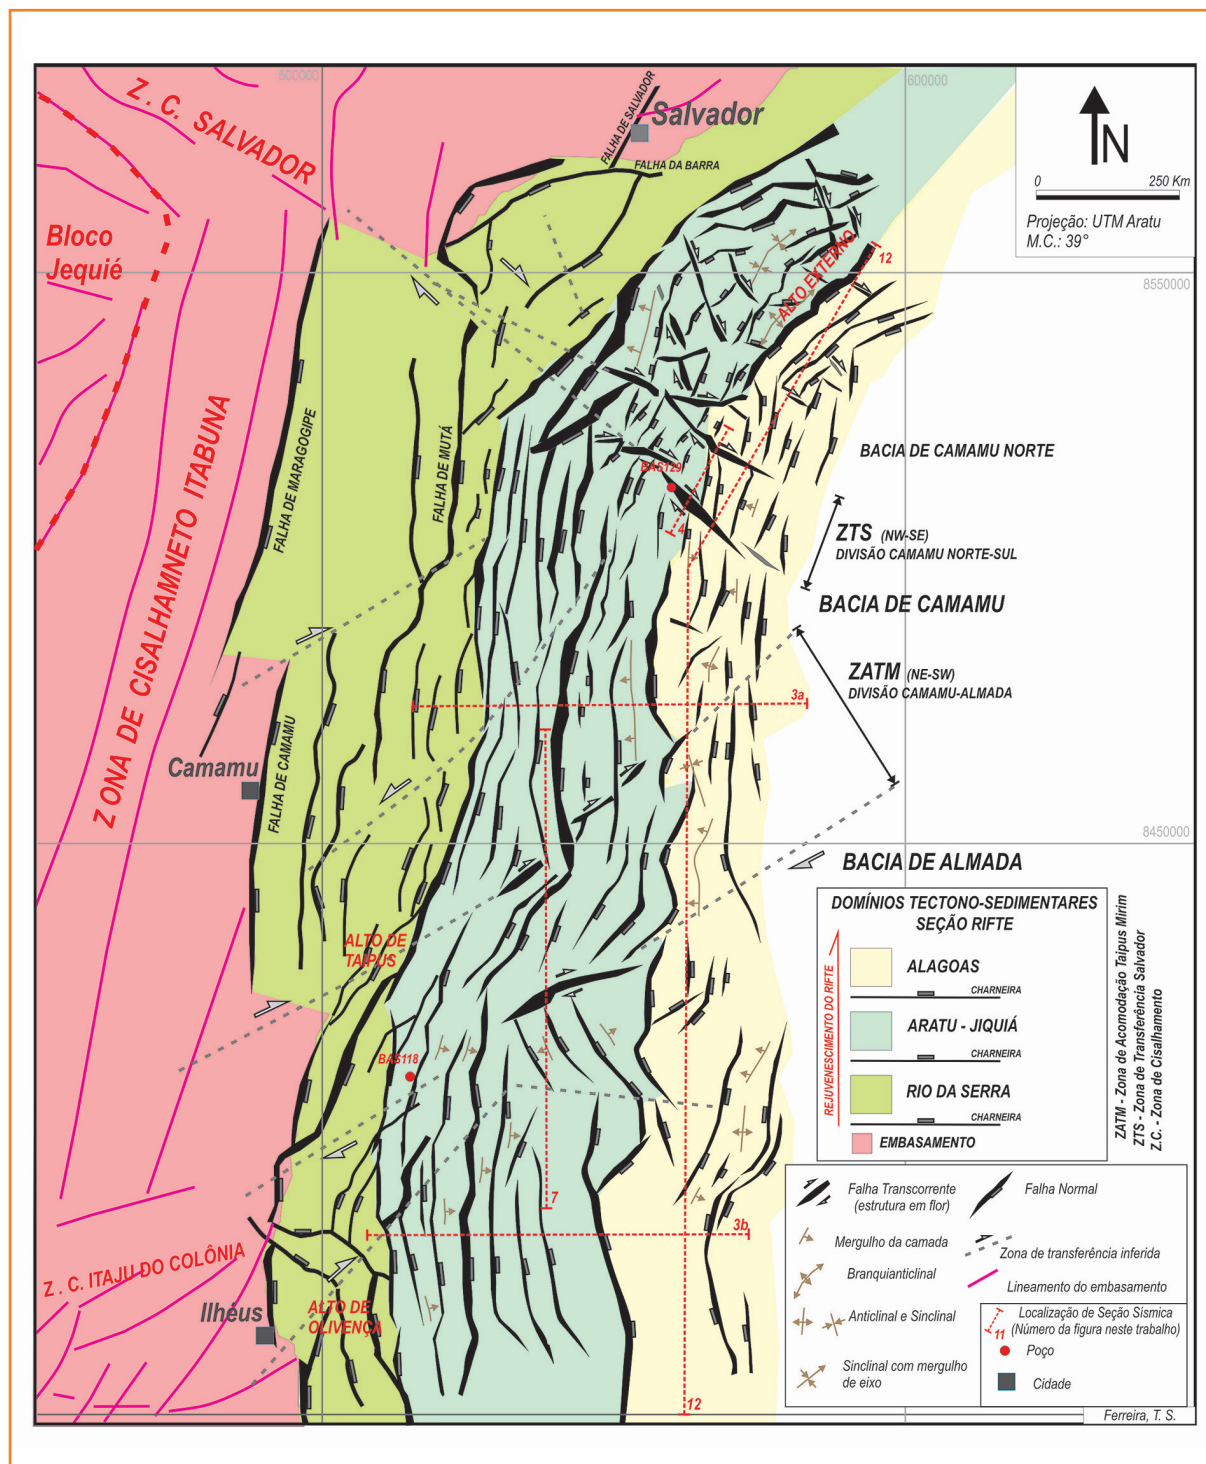 500000
600000
Z . C. SALVADOR
FALHA DE SALVADOR
Salvador
FALHA DA BARRA
N
0 250 Km
Projeção: UTM Aratu
M.C.: 39°
Bloco
Jequié
8550000
12
ALTO EXTERNO
ZONA DE CISALHAMNETO ITABUNA
FALHA DE MARAGOGIPE
FALHA DE MUTÁ
BACIA DE CAMAMU NORTE
BAS129
4
ZTS (NW-SE)
DIVISÃO CAMAMU NORTE-SUL
BACIA DE CAMAMU
ZATM (NE-SW)
DIVISÃO CAMAMU-ALMADA
3a
Camamu
FALHA DE CAMAMU
8450000
BACIA DE ALMADA
DOMÍNIOS TECTONO-SEDIMENTARES
SEÇÃO RIFTE
REJUVENESCIMENTO DO RIFTE
ALAGOAS
CHARNEIRA
ARATU - JIQUIÁ
CHARNEIRA
RIO DA SERRA
CHARNEIRA
EMBASAMENTO
ZATM - Zona de Acomodação Taipus Mirim
ZTS - Zona de Transferência Salvador
Z.C. - Zona de Cisalhamento
ALTO DE
TAIPUS
BAS118
7
3b
Z . C. ITAJU DO COLÔNIA
Ilhéus
ALTO DE
OLIVENÇA
12
Falha Transcorrente
(estrutura em flor)
Falha Normal
Mergulho da camada
Zona de transferência inferida
Branquianticlinal
Lineamento do embasamento
Anticlinal e Sinclinal
Localização de Seção Sísmica
(Número da figura neste trabalho)
11
Poço
Sinclinal com mergulho
de eixo
Cidade
Ferreira, T. S.